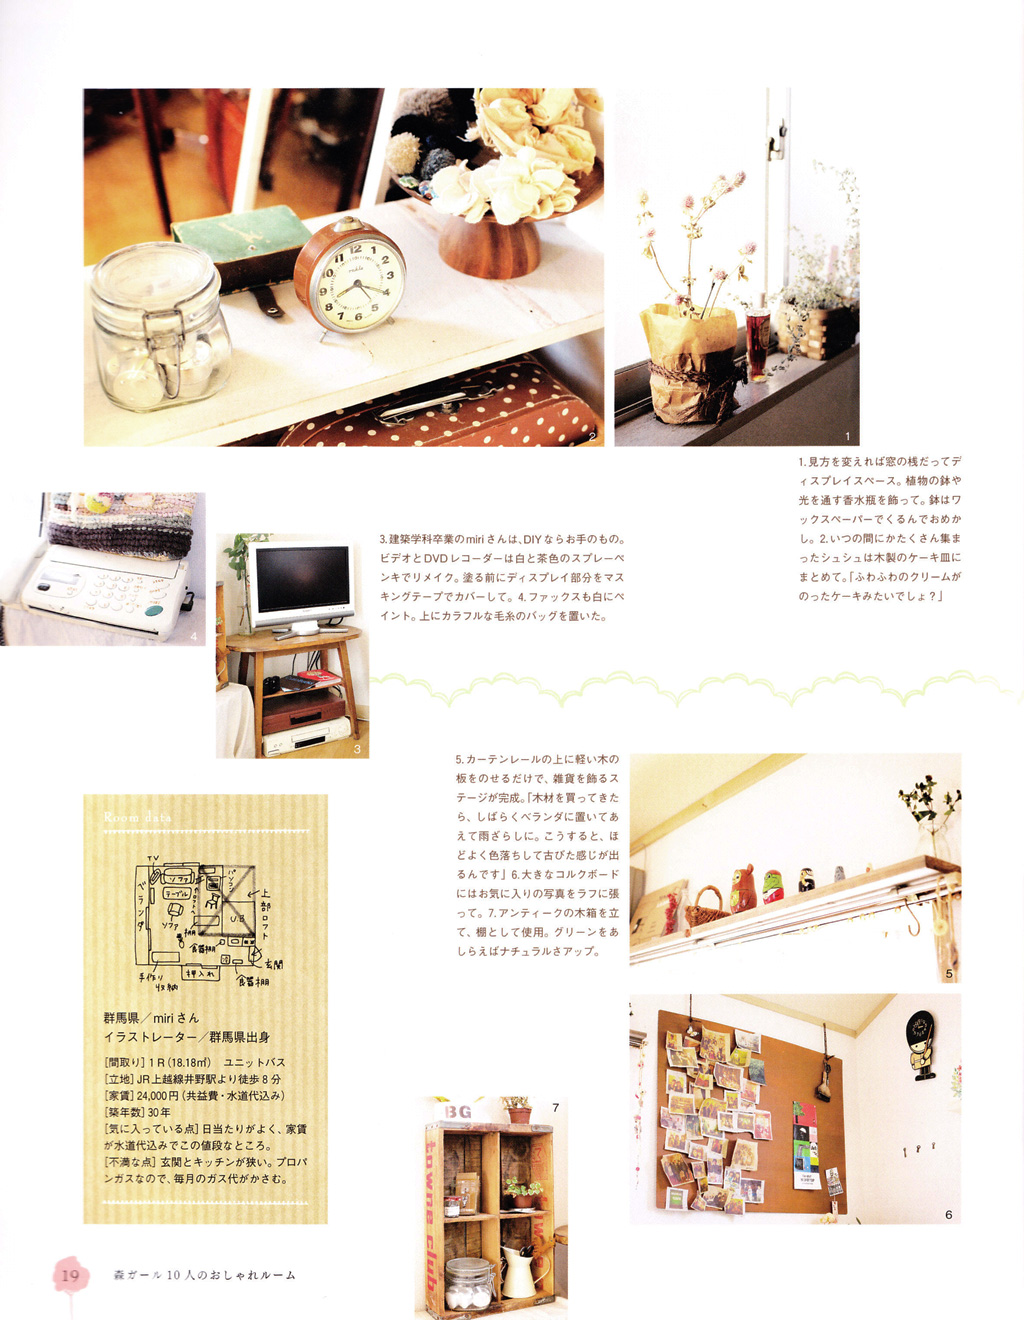 2
1
1.見方を変えれば窓の桟だってデ
ィスプレイスペース。植物の鉢や
光を通す香水瓶を飾って。鉢はワ
ックスペーパーでくるんでおめか
し。2.いつの間にかたくさん集ま
ったシュシュは木製のケーキ皿に
まとめて。「ふわふわのクリームが
のったケーキみたいでしょ？」
4
3.建築学科卒業のmiriさんは、DIYならお手のもの。
ビデオとDVDレコーダーは白と茶色のスプレーペ
ンキでリメイク。塗る前にディスプレイ部分をマス
キングテープでカバーして。4.ファックスも白にペ
イント。上にカラフルな毛糸のバッグを置いた。
3
5.カーテンレールの上に軽い木の
板をのせるだけで、雑貨を飾るス
テージが完成。「木材を買ってきた
ら、しばらくベランダに置いてあ
えて雨ざらしに。こうすると、ほ
どよく色落ちして古びた感じが出
るんです」6.大きなコルクボード
にはお気に入りの写真をラフに張
って。7.アンティークの木箱を立
て、棚として使用。グリーンをあ
しらえばナチュラルさアップ。
5
6
7
BG
towne club
Room data
TV
ソファ
テーブル
ソファ
ベランダ
パソコン
上部ロフト
U.B
棚
食器棚
玄関
手作り
収納
押入れ
食器棚
群馬県／miriさん
イラストレーター／群馬県出身
［間取り］1R（18.18㎡）　ユニットバス
［立地］JR上越線井野駅より徒歩8分
［家賃］24,000円（共益費・水道代込み）
［築年数］30年
［気に入っている点］日当たりがよく、家賃
が水道代込みでこの値段なところ。
［不満な点］玄関とキッチンが狭い。プロパ
ンガスなので、毎月のガス代がかさむ。
19
森ガール10人のおしゃれルーム